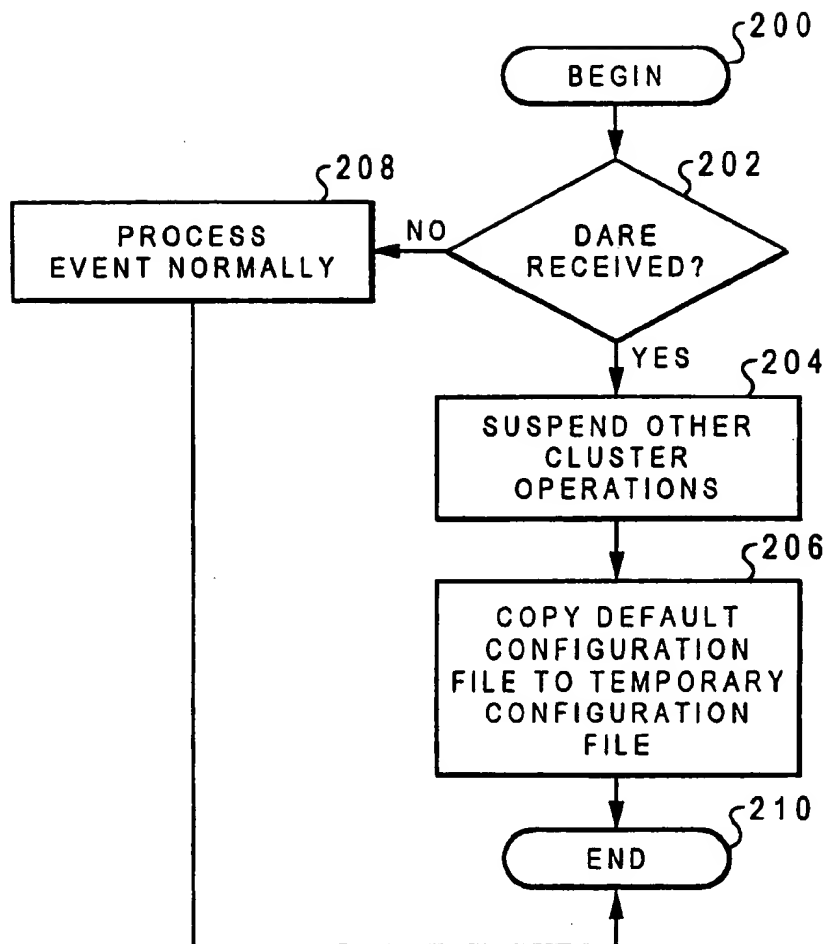 200
BEGIN
202
DARE
RECEIVED?
NO
208
PROCESS
EVENT NORMALLY
YES
204
SUSPEND OTHER
CLUSTER
OPERATIONS
206
COPY DEFAULT
CONFIGURATION
FILE TO TEMPORARY
CONFIGURATION
FILE
210
END